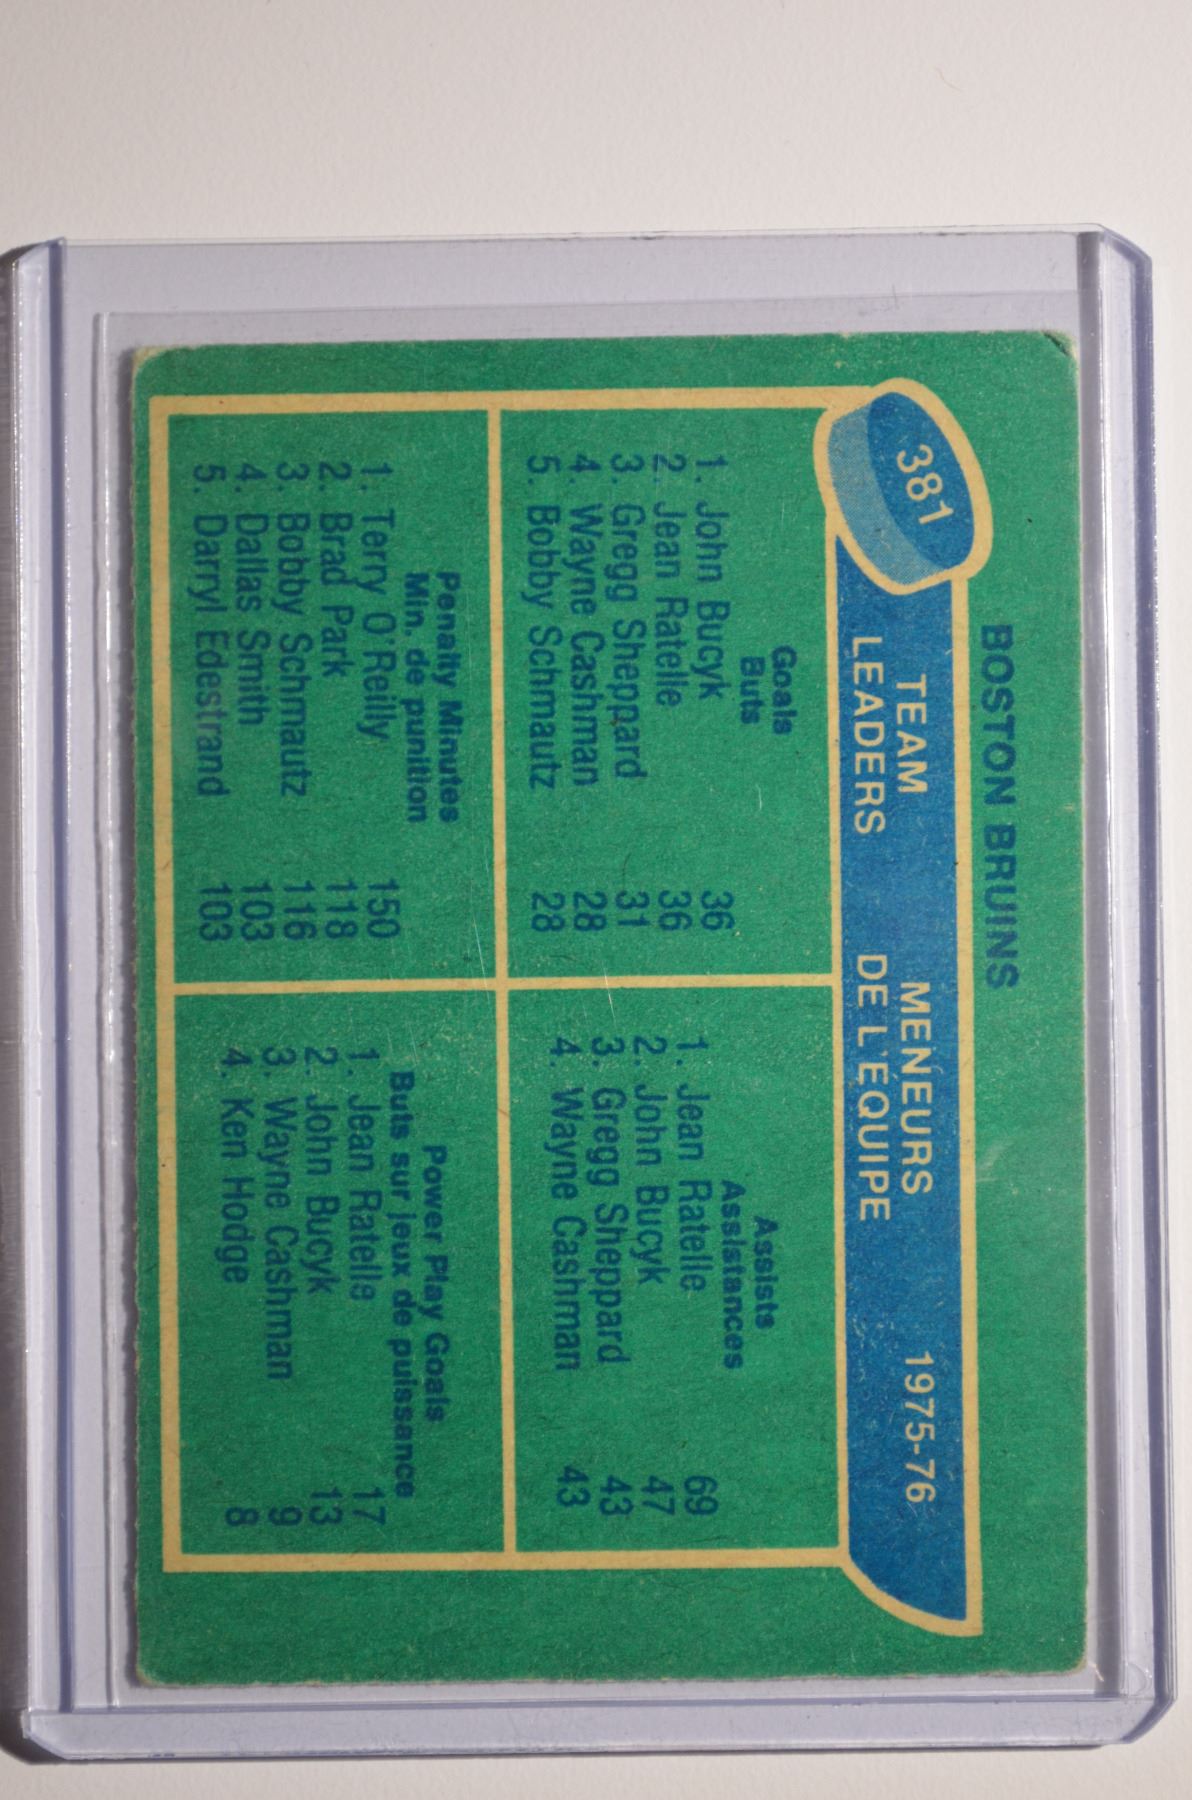 BOSTON BRUINS
381
TEAM LEADERS
MENEURS DE L'ÉQUIPE
1975-76
Goals
Buts
1. John Bucyk 36
2. Jean Ratelle 36
3. Gregg Sheppard 31
4. Wayne Cashman 28
5. Bobby Schmautz 28
Assists
Assistances
1. Jean Ratelle 69
2. John Bucyk 47
3. Gregg Sheppard 43
4. Wayne Cashman 43
Penalty Minutes
Min. de punition
1. Terry O'Reilly 150
2. Brad Park 118
3. Bobby Schmautz 116
4. Dallas Smith 103
5. Darryl Edestrand 103
Power Play Goals
Buts sur jeux de puissance
1. Jean Ratelle 17
2. John Bucyk 13
3. Wayne Cashman 9
4. Ken Hodge 8